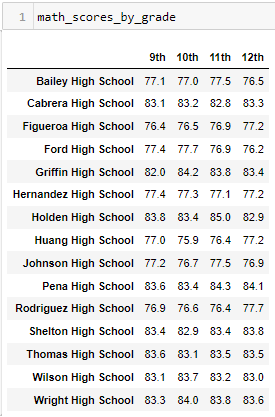 1 math_scores_by_grade
9th 10th 11th 12th
Bailey High School 77.1 77.0 77.5 76.5
Cabrera High School 83.1 83.2 82.8 83.3
Figueroa High School 76.4 76.5 76.9 77.2
Ford High School 77.4 77.7 76.9 76.2
Griffin High School 82.0 84.2 83.8 83.4
Hernandez High School 77.4 77.3 77.1 77.2
Holden High School 83.8 83.4 85.0 82.9
Huang High School 77.0 75.9 76.4 77.2
Johnson High School 77.2 76.7 77.5 76.9
Pena High School 83.6 83.4 84.3 84.1
Rodriguez High School 76.9 76.6 76.4 77.7
Shelton High School 83.4 82.9 83.4 83.8
Thomas High School 83.6 83.1 83.5 83.5
Wilson High School 83.1 83.7 83.2 83.0
Wright High School 83.3 84.0 83.8 83.6